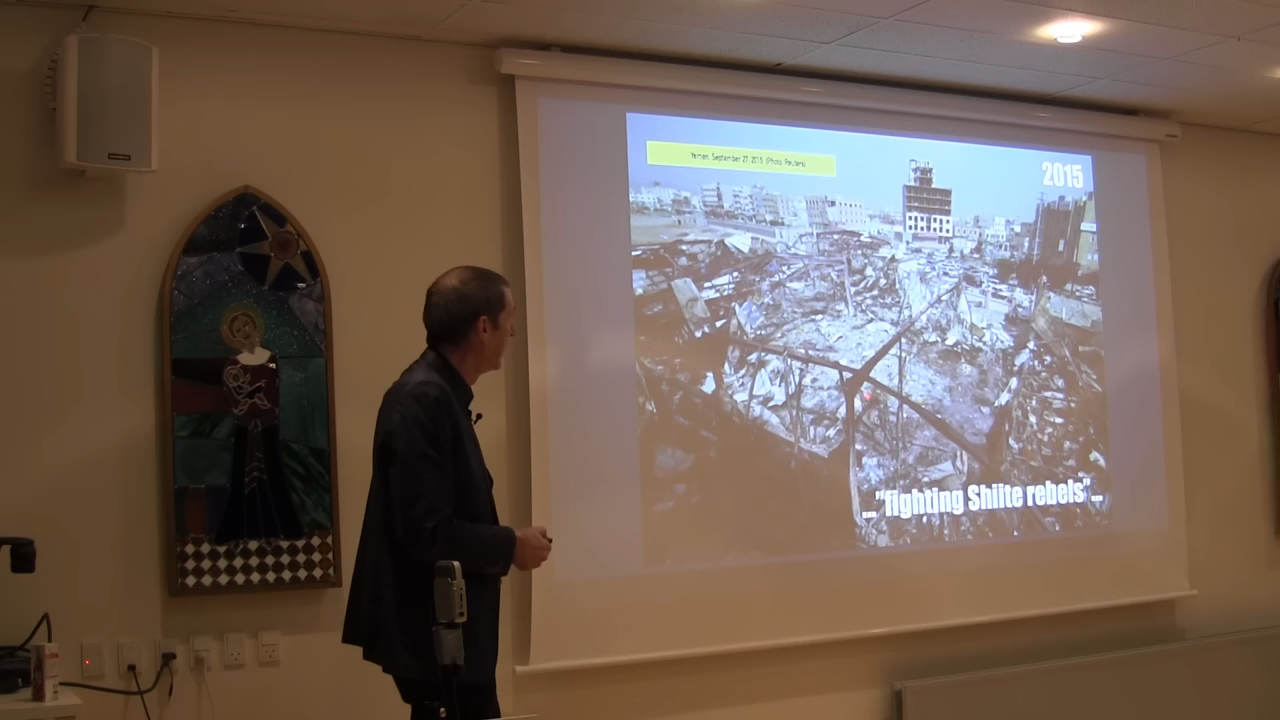 Yemen, September 27, 2015 (Photo: Reuters)
2015
..."fighting Shiite rebels"...